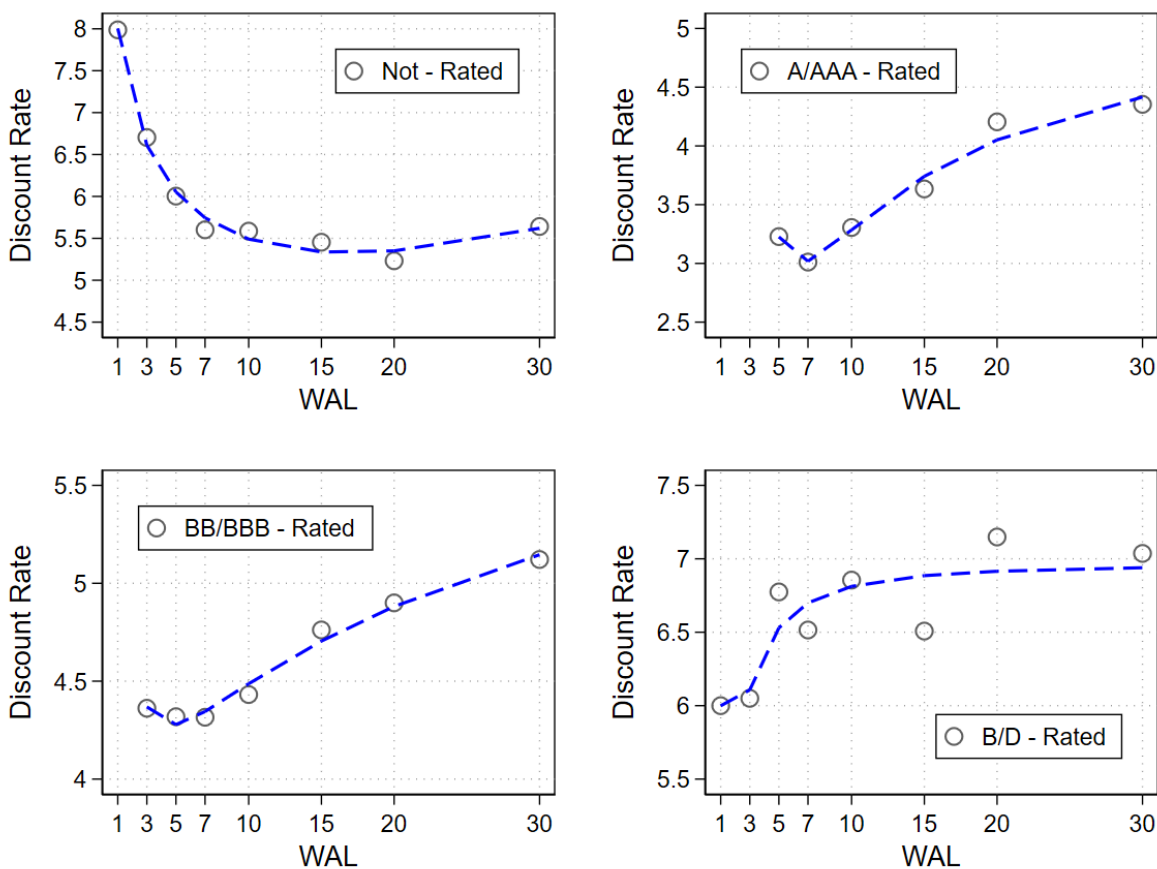 8
7.5
7
6.5
6
5.5
5
4.5
Discount Rate
Not - Rated
1 3 5 7 10 15 20 30
WAL
5
4.5
4
3.5
3
2.5
Discount Rate
A/AAA - Rated
1 3 5 7 10 15 20 30
WAL
5.5
5
4.5
4
Discount Rate
BB/BBB - Rated
1 3 5 7 10 15 20 30
WAL
7.5
7
6.5
6
5.5
Discount Rate
B/D - Rated
1 3 5 7 10 15 20 30
WAL